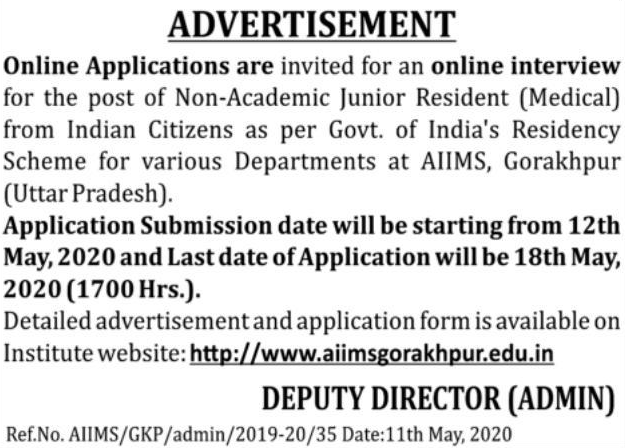 ADVERTISEMENT
Online Applications are invited for an online interview
for the post of Non-Academic Junior Resident (Medical)
from Indian Citizens as per Govt. of India's Residency
Scheme for various Departments at AIIMS, Gorakhpur
(Uttar Pradesh).
Application Submission date will be starting from 12th
May, 2020 and Last date of Application will be 18th May,
2020 (1700 Hrs.).
Detailed advertisement and application form is available on
Institute website: http://www.aiimsgorakhpur.edu.in
DEPUTY DIRECTOR (ADMIN)
Ref.No. AIIMS/GKP/admin/2019-20/35 Date:11th May, 2020